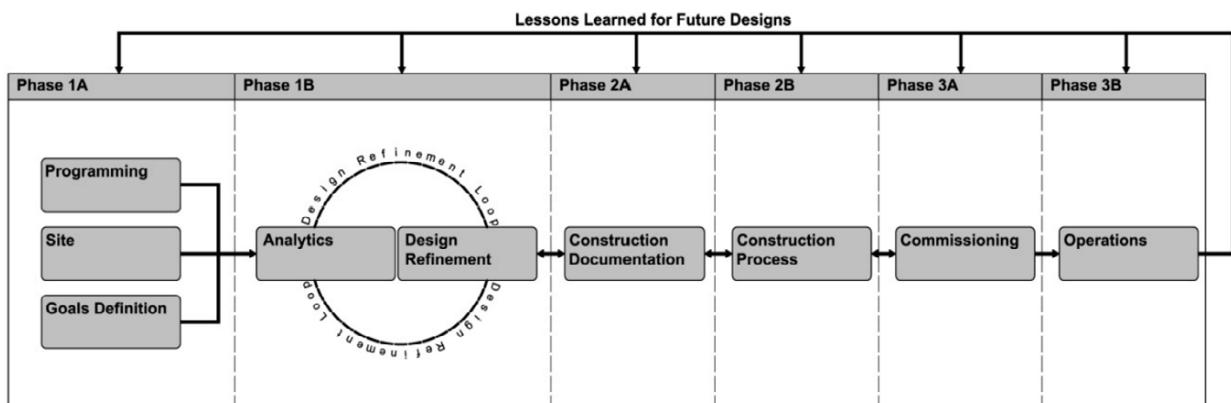 Lessons Learned for Future Designs
Phase 1A
Phase 1B
Phase 2A
Phase 2B
Phase 3A
Phase 3B
Programming
Site
Goals Definition
Design Refinement Loop
Analytics
Design
Refinement
Design Refinement Loop
Construction
Documentation
Construction
Process
Commissioning
Operations